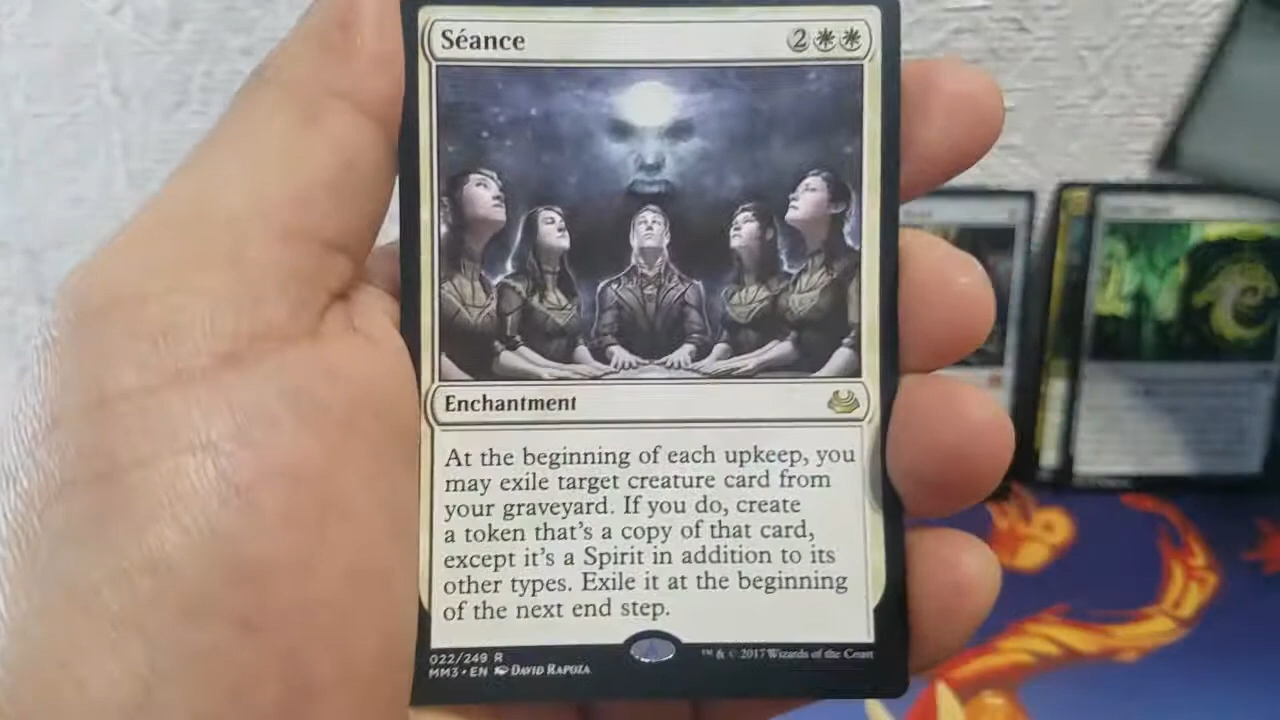 Séance 2
Enchantment
At the beginning of each upkeep, you
may exile target creature card from
your graveyard. If you do, create
a token that's a copy of that card,
except it's a Spirit in addition to its
other types. Exile it at the beginning
of the next end step.
022/249 R
MM3 • EN DAVID RAPOZA
™ & © 2017 Wizards of the Coast